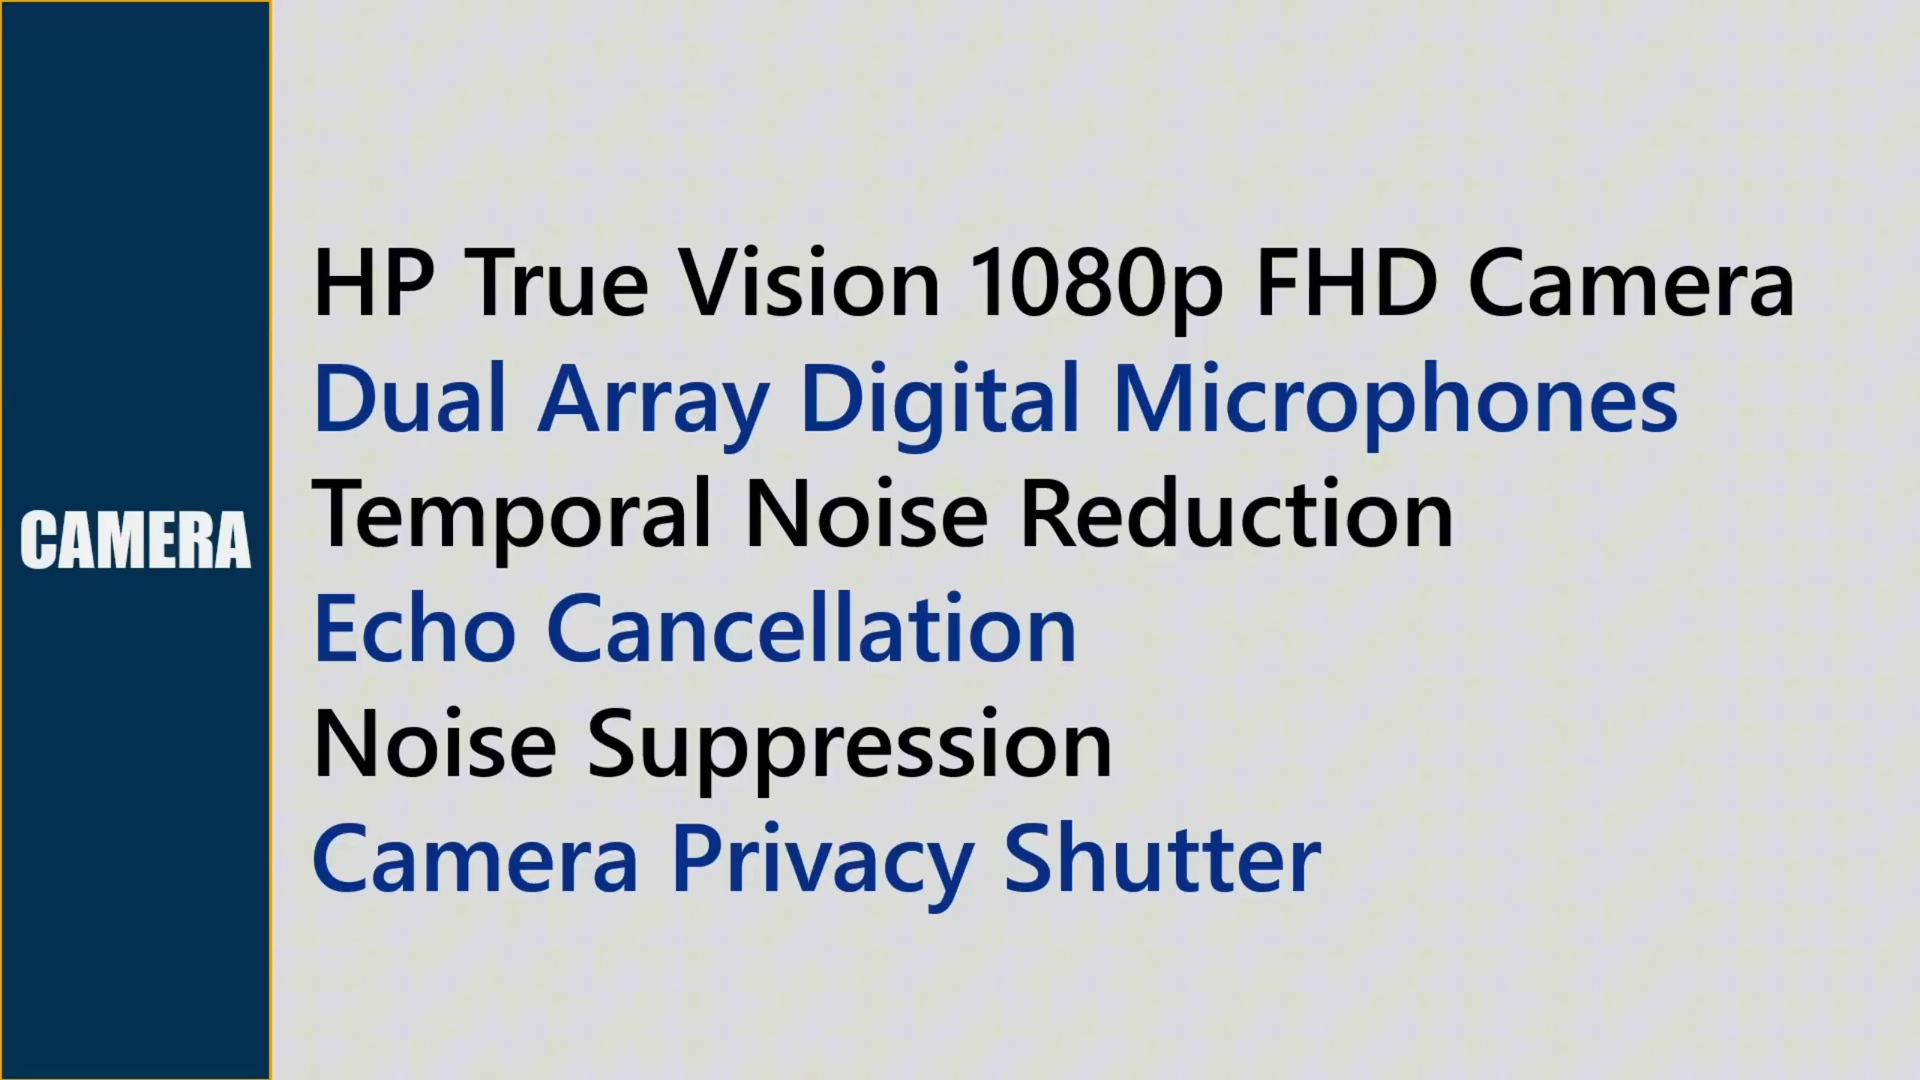 CAMERA
HP True Vision 1080p FHD Camera
Dual Array Digital Microphones
Temporal Noise Reduction
Echo Cancellation
Noise Suppression
Camera Privacy Shutter